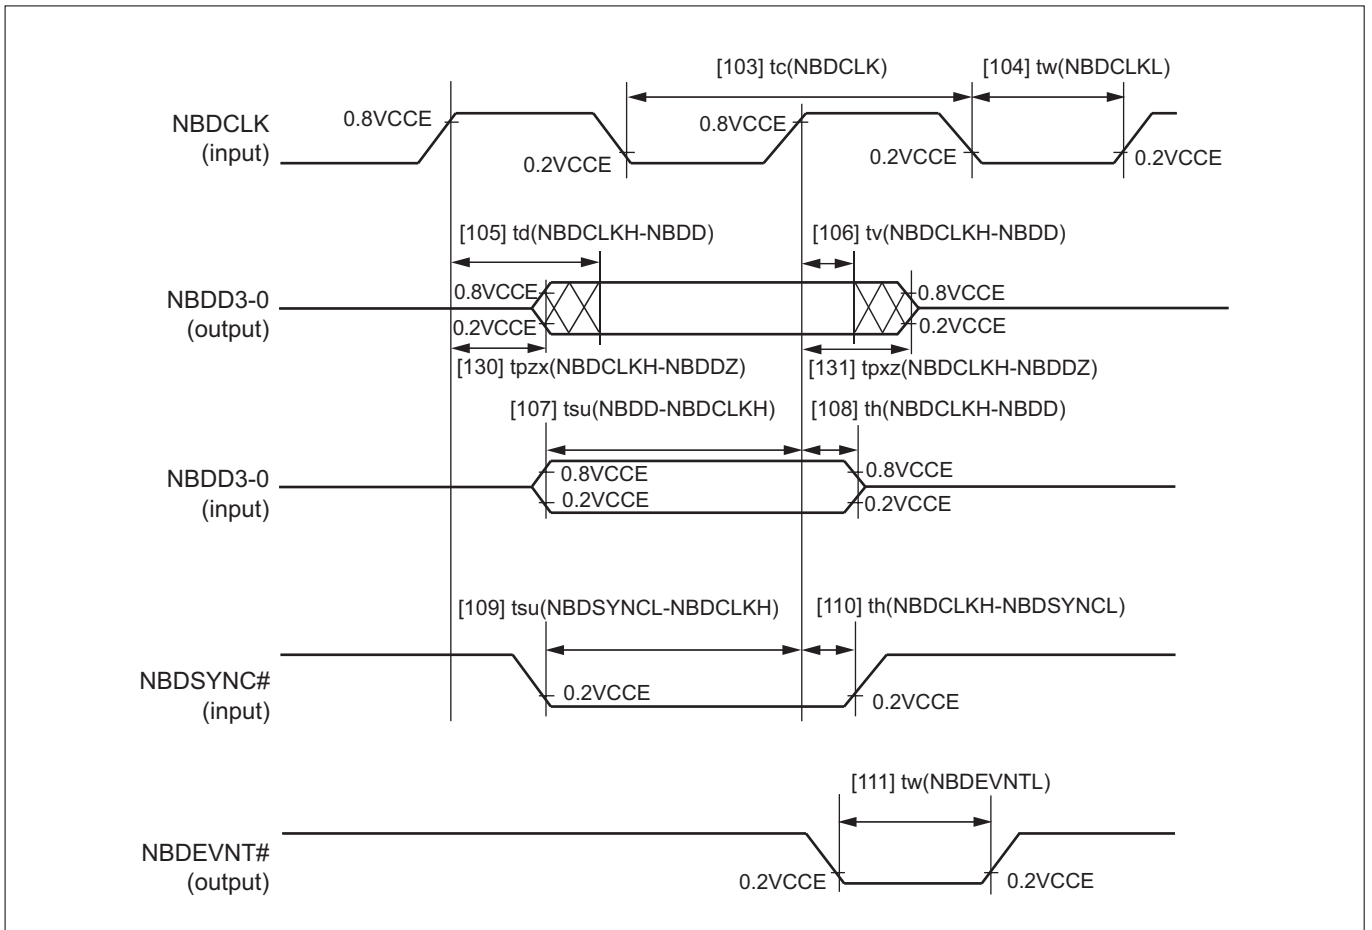 [103] tc(NBDCLK)
[104] tw(NBDCLKL)
NBDCLK
(input)
0.8VCCE
0.2VCCE
0.8VCCE
0.2VCCE
0.2VCCE
[105] td(NBDCLKH-NBDD)
[106] tv(NBDCLKH-NBDD)
NBDD3-0
(output)
0.8VCCE
0.2VCCE
0.8VCCE
0.2VCCE
[130] tpzx(NBDCLKH-NBDDZ)
[131] tpxz(NBDCLKH-NBDDZ)
[107] tsu(NBDD-NBDCLKH)
[108] th(NBDCLKH-NBDD)
NBDD3-0
(input)
0.8VCCE
0.2VCCE
0.8VCCE
0.2VCCE
[109] tsu(NBDSYNCL-NBDCLKH)
[110] th(NBDCLKH-NBDSYNCL)
NBDSYNC#
(input)
0.2VCCE
0.2VCCE
[111] tw(NBDEVNTL)
NBDEVNT#
(output)
0.2VCCE
0.2VCCE